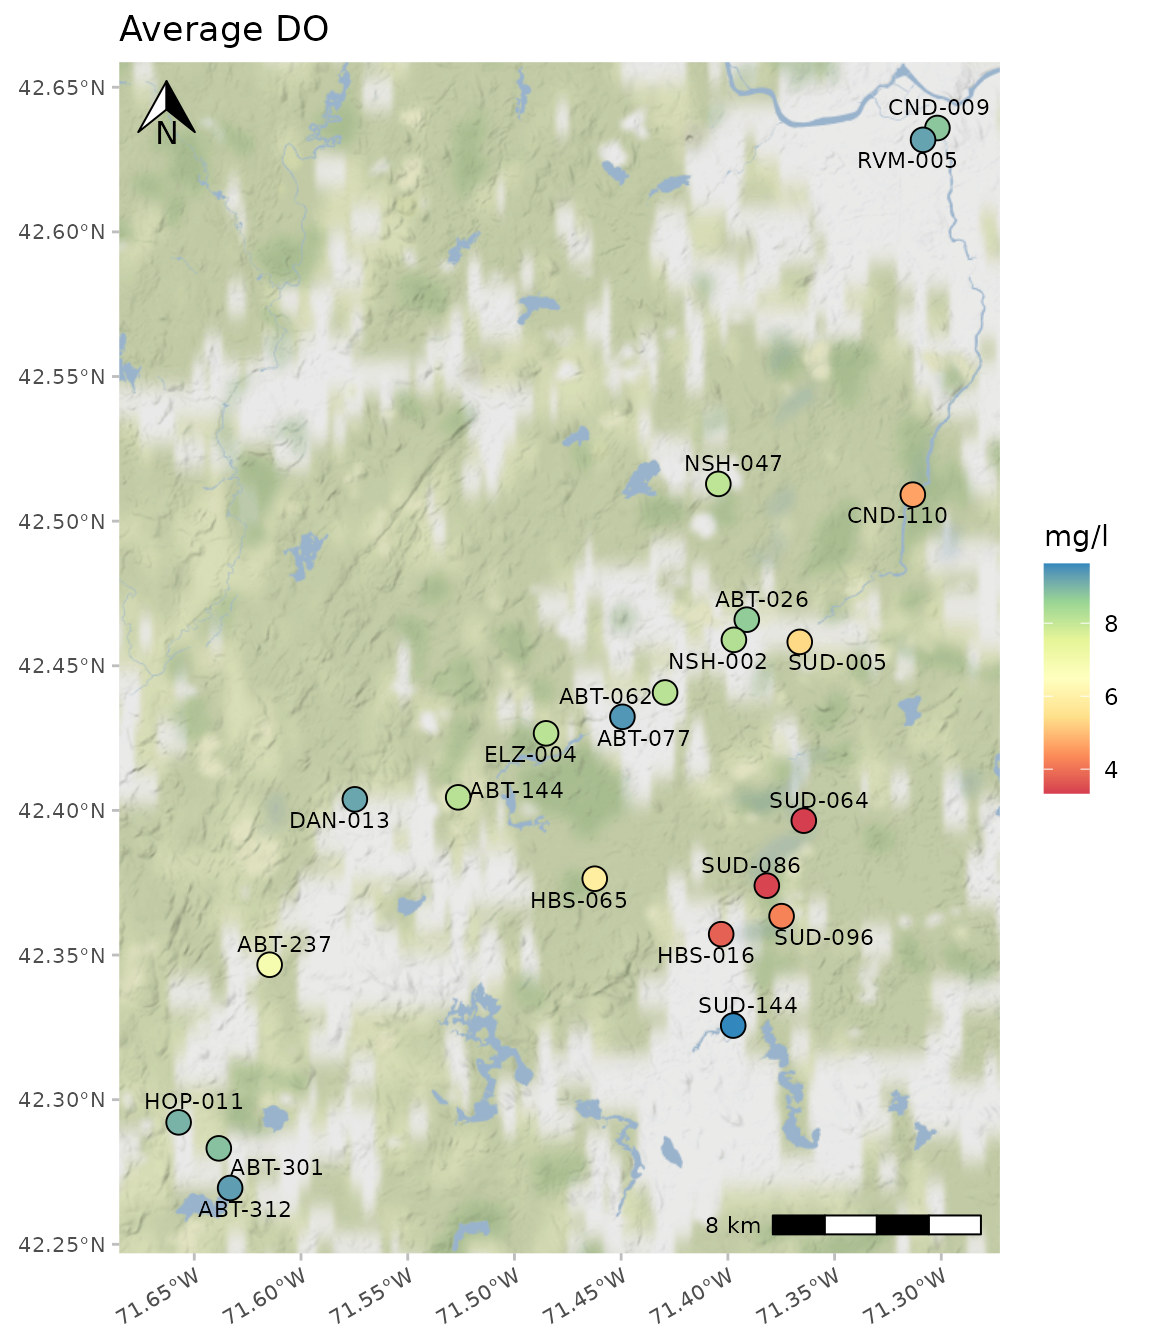 Average DO
42.65°N
42.60°N
42.55°N
42.50°N
42.45°N
42.40°N
42.35°N
42.30°N
42.25°N
N
CND-009
RVM-005
NSH-047
CND-110
ABT-026
NSH-002
SUD-005
ABT-062
ABT-077
ELZ-004
ABT-144
DAN-013
SUD-064
SUD-086
HBS-065
SUD-096
ABT-237
HBS-016
SUD-144
HOP-011
ABT-301
ABT-312
8 km
71.65°W
71.60°W
71.55°W
71.50°W
71.45°W
71.40°W
71.35°W
71.30°W
mg/l
8
6
4